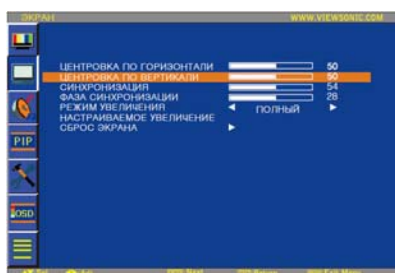 ЭКРАН WWW.VIEWSONIC.COM
ЦЕНТРОВКА ПО ГОРИЗОНТАЛИ 50
ЦЕНТРОВКА ПО ВЕРТИКАЛИ 50
СИНХРОНИЗАЦИЯ 54
ФАЗА СИНХРОНИЗАЦИИ 28
РЕЖИМ УВЕЛИЧЕНИЯ ПОЛНЫЙ
НАСТРАИВАЕМОЕ УВЕЛИЧЕНИЕ
СБРОС ЭКРАНА
PIP
OSD